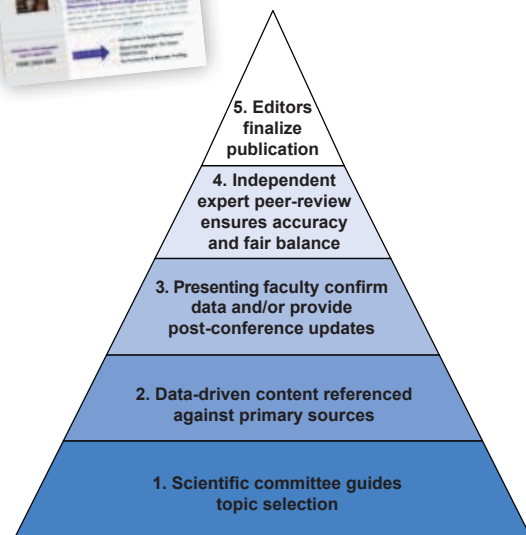 5. Editors
finalize
publication
4. Independent
expert peer-review
ensures accuracy
and fair balance
3. Presenting faculty confirm
data and/or provide
post-conference updates
2. Data-driven content referenced
against primary sources
1. Scientific committee guides
topic selection